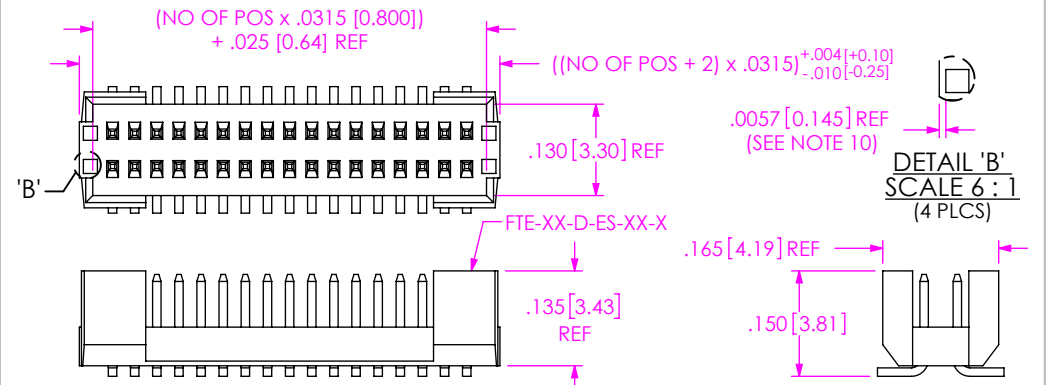 (NO OF POS x .0315 [0.800])
+ .025 [0.64] REF
((NO OF POS + 2) x .0315) +.004 [+0.10] -.010 [-0.25]
.0057 [0.145] REF
(SEE NOTE 10)
.130 [3.30] REF
DETAIL 'B'
SCALE 6 : 1
(4 PLCS)
'B'
FTE-XX-D-ES-XX-X
.165 [4.19] REF
.135 [3.43]
REF
.150 [3.81]